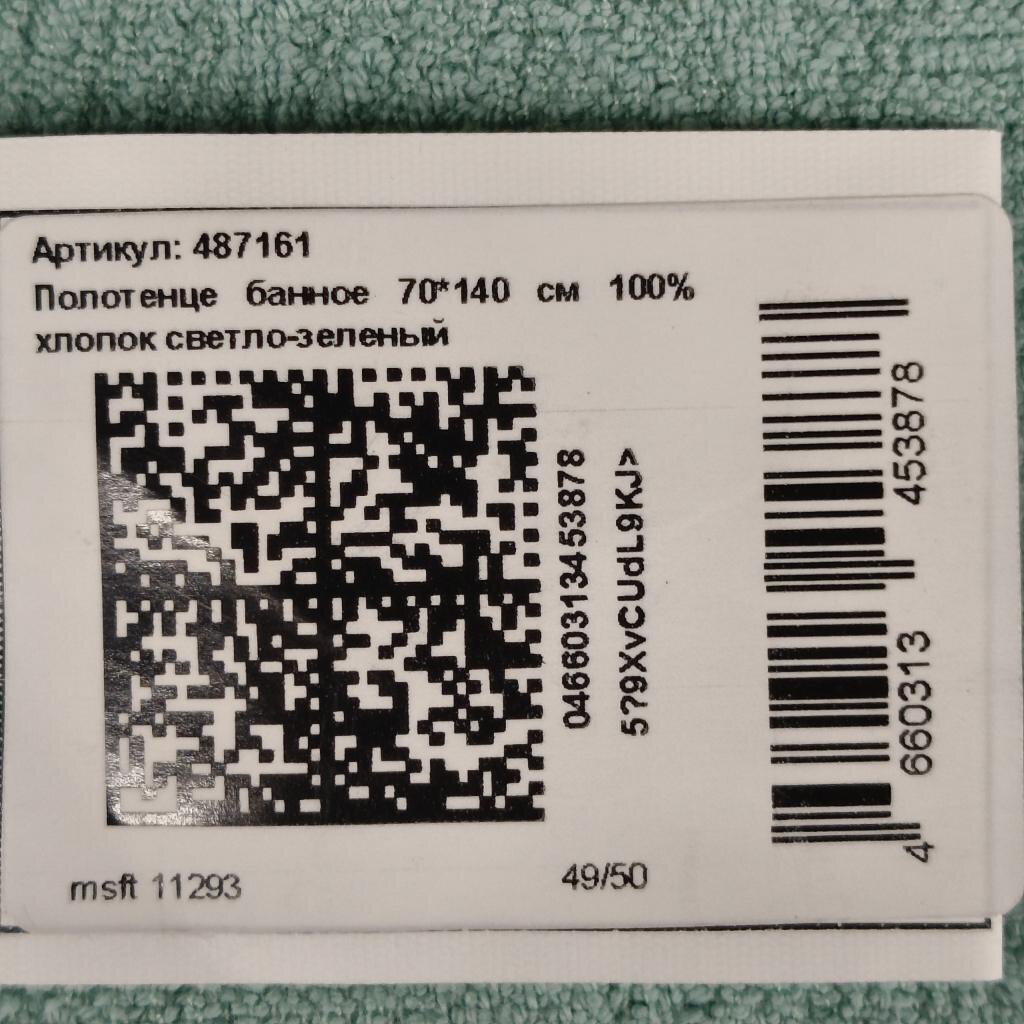 Артикул: 487161
Полотенце банное 70*140 см 100%
хлопок светло-зеленый
04660313453878
5?9XvCUdL9KJ>
4 660313 453878
msft 11293
49/50